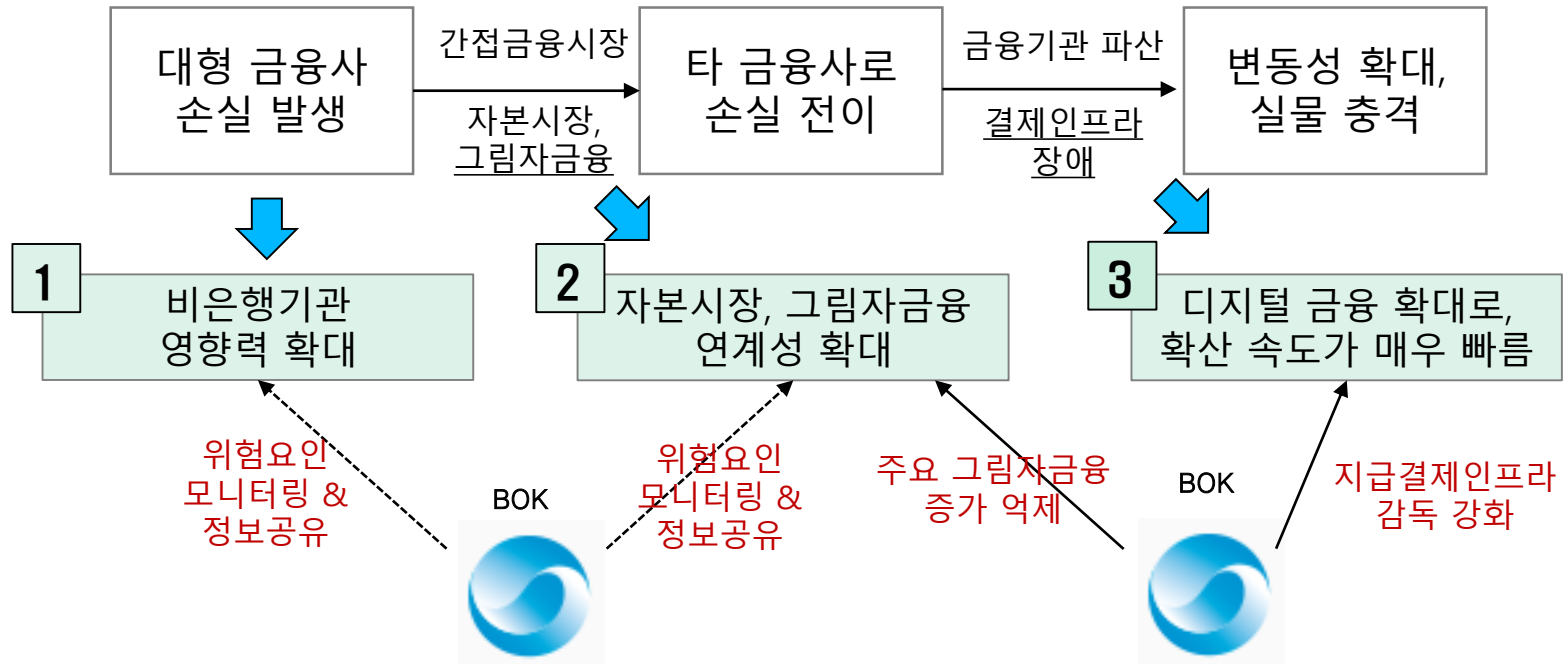 대형 금융사
손실 발생
간접금융시장
자본시장,
그림자금융
타 금융사로
손실 전이
금융기관 파산
결제인프라
장애
변동성 확대,
실물 충격
1
비은행기관
영향력 확대
2
자본시장, 그림자금융
연계성 확대
3
디지털 금융 확대로,
확산 속도가 매우 빠름
위험요인
모니터링 &
정보공유
BOK
위험요인
모니터링 &
정보공유
주요 그림자금융
증가 억제
BOK
지급결제인프라
감독 강화